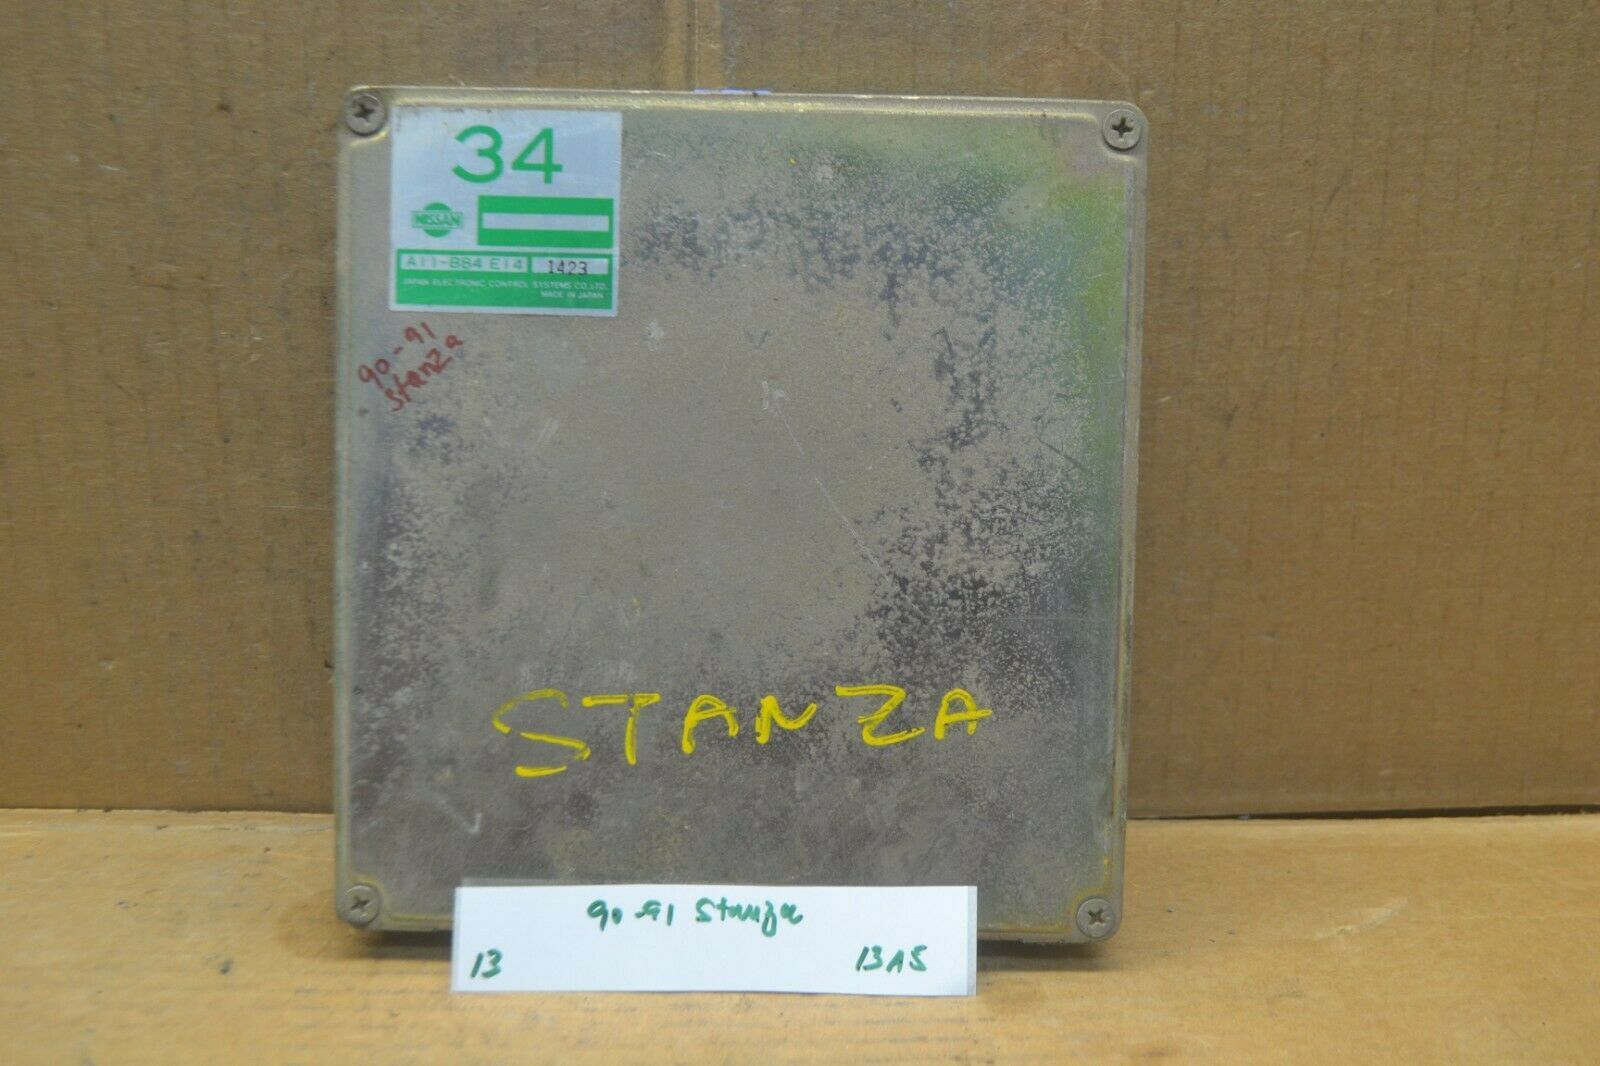 34
NISSAN
A11-B84 E14 1423
JAPAN ELECTRONIC CONTROL SYSTEMS CO., LTD.
MADE IN JAPAN
90-91
Stanza
STANZA
90-91 Stanza
13 13A5